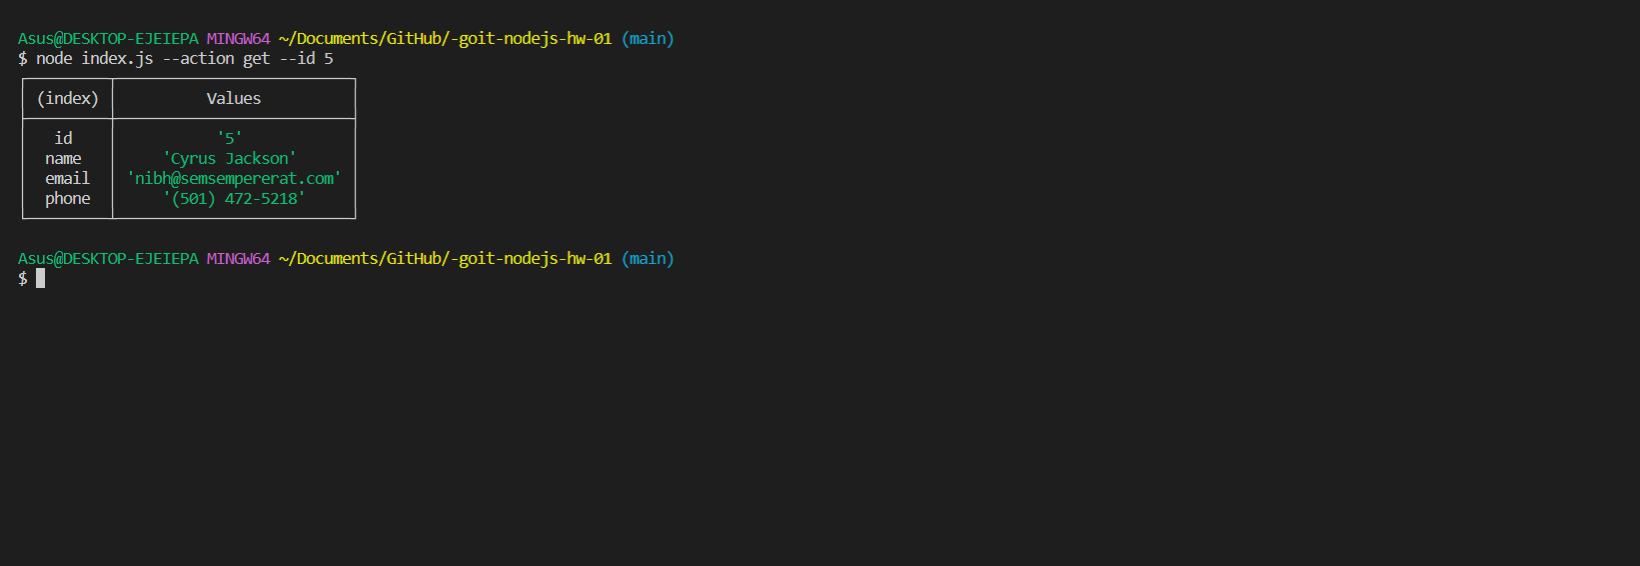 Asus@DESKTOP-EJEIEPA MINGW64 ~/Documents/GitHub/-goit-nodejs-hw-01 (main)
$ node index.js --action get --id 5
(index) Values
id '5'
name 'Cyrus Jackson'
email 'nibh@semsempererat.com'
phone '(501) 472-5218'
Asus@DESKTOP-EJEIEPA MINGW64 ~/Documents/GitHub/-goit-nodejs-hw-01 (main)
$